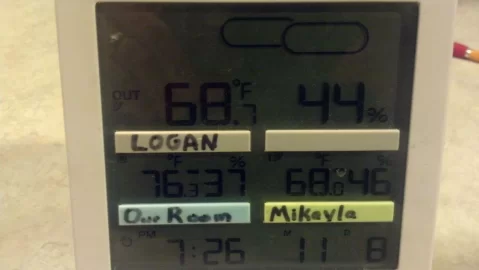 OUT 68.7 °F 44 %
LOGAN
°F % °F %
76.3 37 68.0 46
Our Room Mikayla
PM M D
7:26 11 8